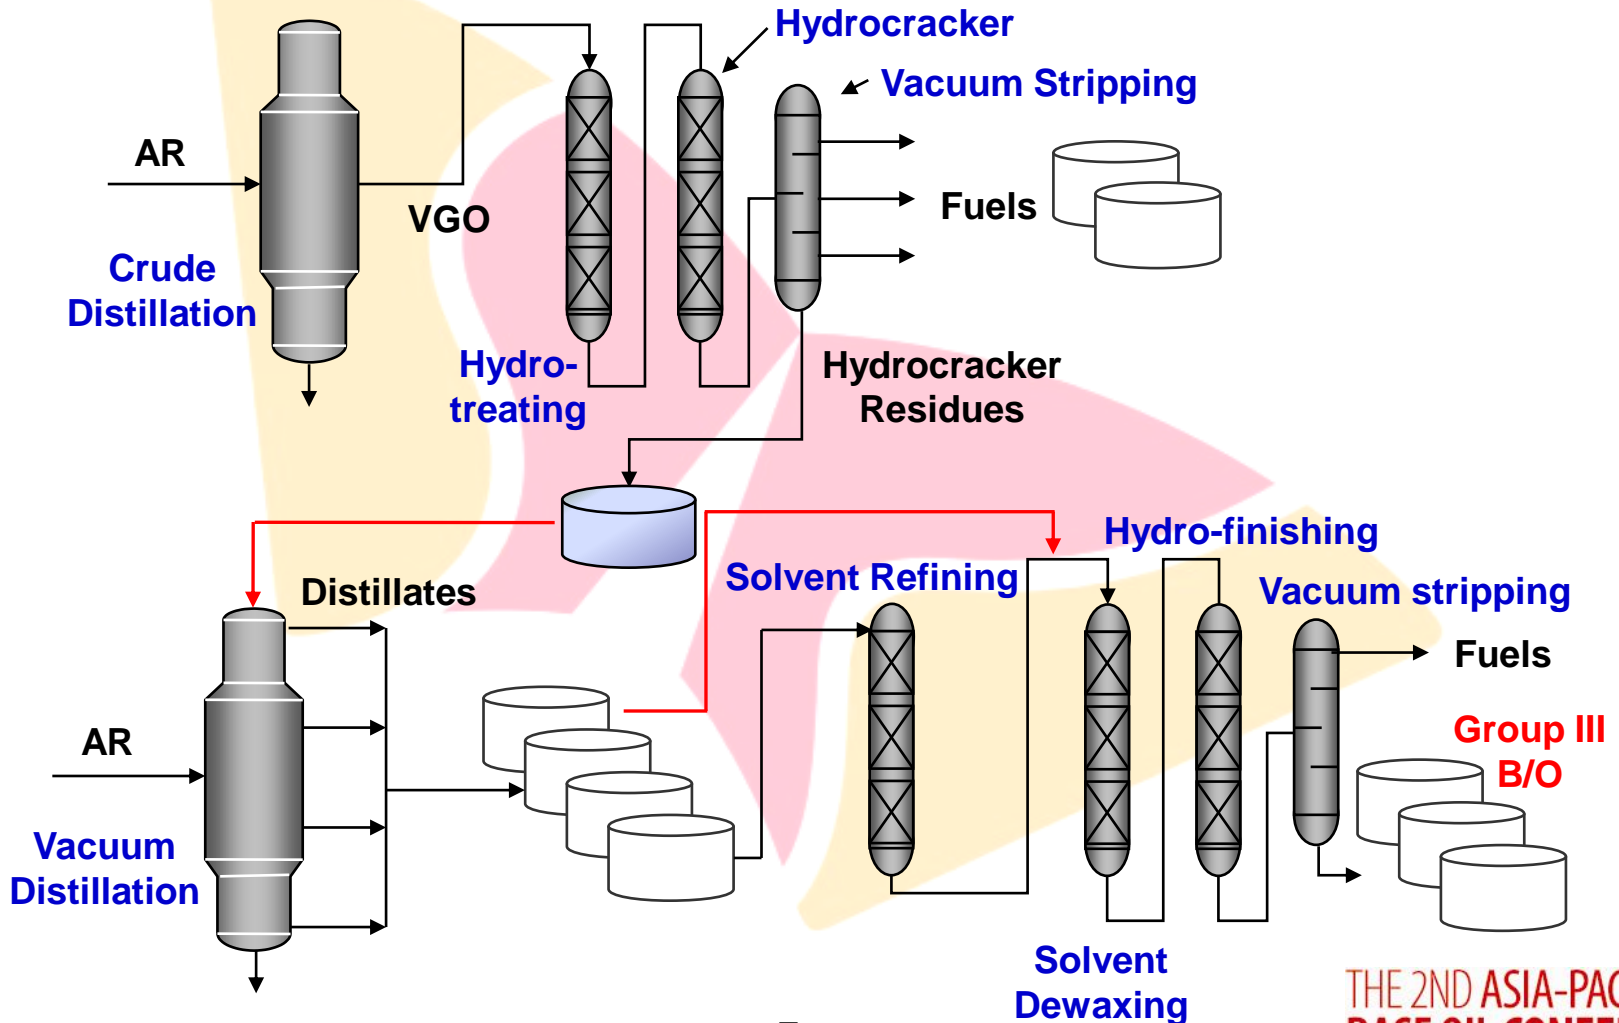 Hydrocracker
Vacuum Stripping
AR
VGO
Fuels
Crude
Distillation
Hydro-
treating
Hydrocracker
Residues
Hydro-finishing
Solvent Refining
Vacuum stripping
Distillates
Fuels
AR
Group III
B/O
Vacuum
Distillation
Solvent
Dewaxing
THE 2ND ASIA-PAC